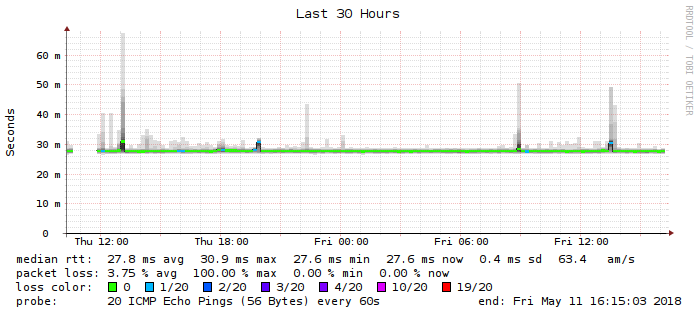 Last 30 Hours
RRDTOOL / TOBI OETIKER
Seconds
60 m
50 m
40 m
30 m
20 m
10 m
0
Thu 12:00 Thu 18:00 Fri 00:00 Fri 06:00 Fri 12:00
median rtt: 27.8 ms avg 30.9 ms max 27.6 ms min 27.6 ms now 0.4 ms sd 63.4 am/s
packet loss: 3.75 % avg 100.00 % max 0.00 % min 0.00 % now
loss color: 0 1/20 2/20 3/20 4/20 10/20 19/20
probe: 20 ICMP Echo Pings (56 Bytes) every 60s end: Fri May 11 16:15:03 2018